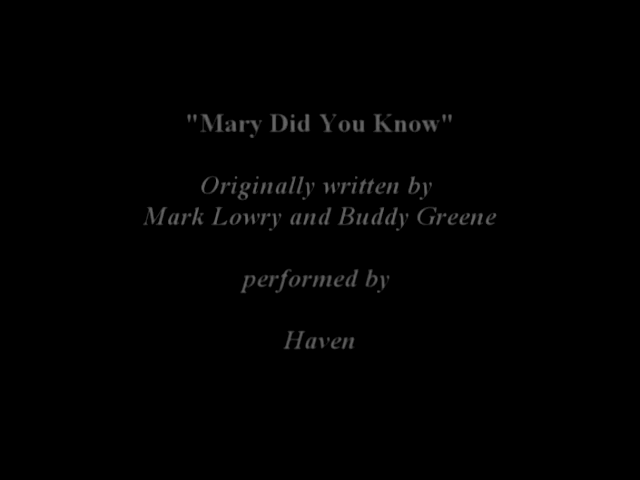 "Mary Did You Know"
Originally written by
Mark Lowry and Buddy Greene
performed by
Haven